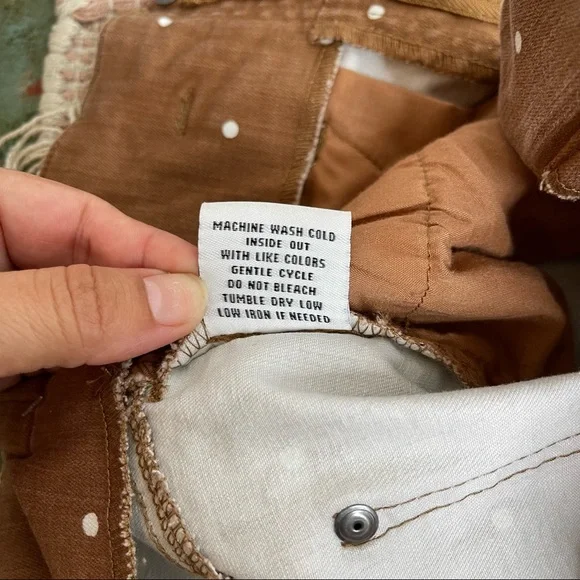 MACHINE WASH COLD
INSIDE OUT
WITH LIKE COLORS
GENTLE CYCLE
DO NOT BLEACH
TUMBLE DRY LOW
LOW IRON IF NEEDED